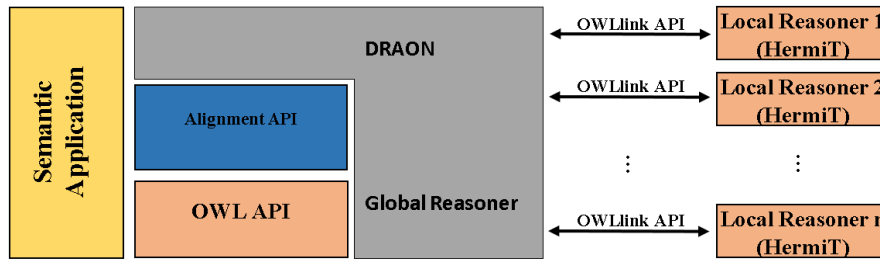 Semantic
Application
DRAON
Alignment API
OWL API
Global Reasoner
OWLlink API
Local Reasoner 1
(HermiT)
OWLlink API
Local Reasoner 2
(HermiT)
⋮
⋮
OWLlink API
Local Reasoner n
(HermiT)